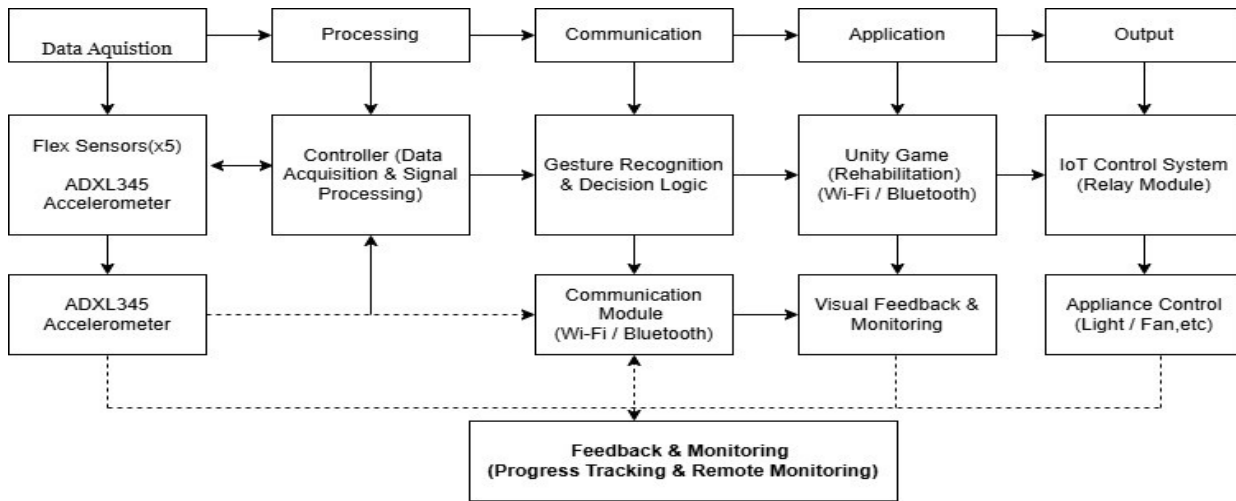 Data Aquistion
Processing
Communication
Application
Output
Flex Sensors(x5)
ADXL345
Accelerometer
Controller (Data
Acquisition & Signal
Processing)
Gesture Recognition
& Decision Logic
Unity Game
(Rehabilitation)
(Wi-Fi / Bluetooth)
IoT Control System
(Relay Module)
ADXL345
Accelerometer
Communication
Module
(Wi-Fi / Bluetooth)
Visual Feedback &
Monitoring
Appliance Control
(Light / Fan,etc)
Feedback & Monitoring
(Progress Tracking & Remote Monitoring)